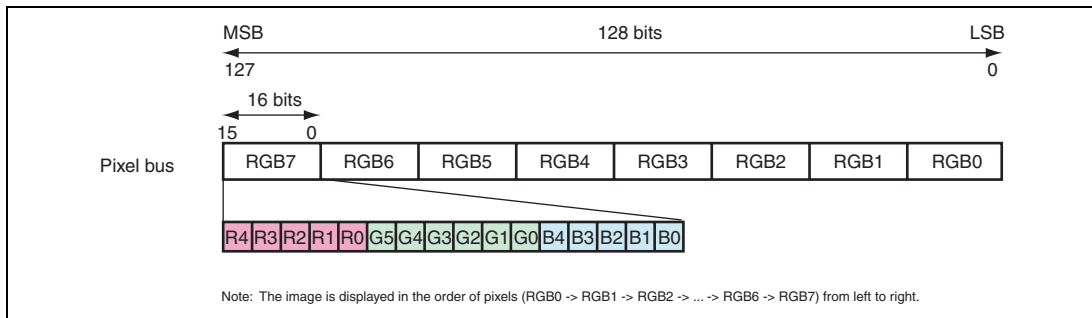 MSB 128 bits LSB
127 0
16 bits
15 0
Pixel bus RGB7 RGB6 RGB5 RGB4 RGB3 RGB2 RGB1 RGB0
R4 R3 R2 R1 R0 G5 G4 G3 G2 G1 G0 B4 B3 B2 B1 B0
Note: The image is displayed in the order of pixels (RGB0 -> RGB1 -> RGB2 -> ... -> RGB6 -> RGB7) from left to right.